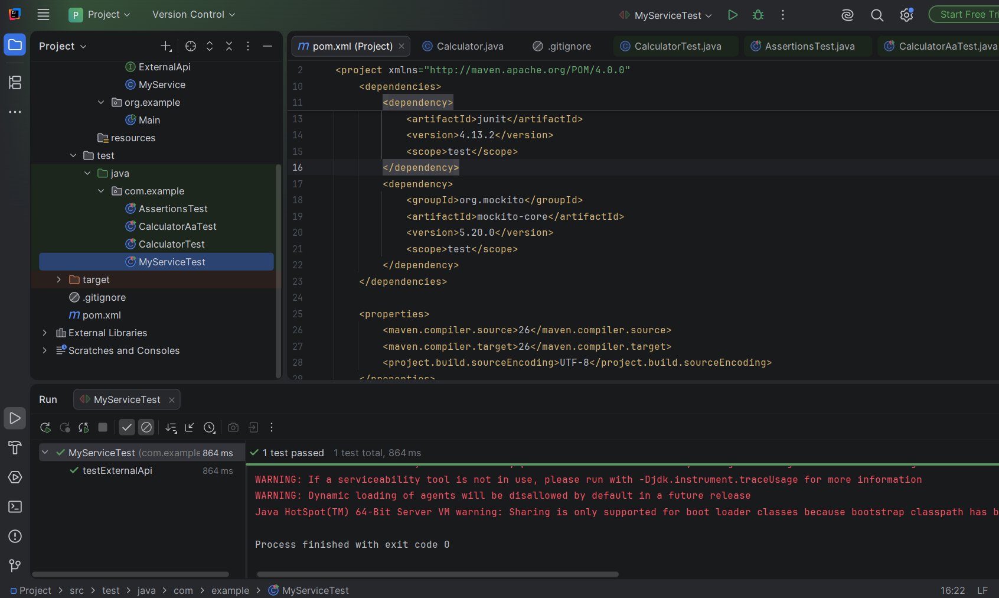 P Project
Version Control
MyServiceTest
Start Free Tri
Project
ExternalApi
MyService
org.example
Main
resources
test
java
com.example
AssertionsTest
CalculatorAaTest
CalculatorTest
MyServiceTest
target
.gitignore
pom.xml
External Libraries
Scratches and Consoles
pom.xml (Project)
Calculator.java
.gitignore
CalculatorTest.java
AssertionsTest.java
CalculatorAaTest.java
2 <project xmlns="http://maven.apache.org/POM/4.0.0"
10 <dependencies>
11 <dependency>
13 <artifactId>junit</artifactId>
14 <version>4.13.2</version>
15 <scope>test</scope>
16 </dependency>
17 <dependency>
18 <groupId>org.mockito</groupId>
19 <artifactId>mockito-core</artifactId>
20 <version>5.20.0</version>
21 <scope>test</scope>
22 </dependency>
23 </dependencies>
24
25 <properties>
26 <maven.compiler.source>26</maven.compiler.source>
27 <maven.compiler.target>26</maven.compiler.target>
28 <project.build.sourceEncoding>UTF-8</project.build.sourceEncoding>
29 </properties>
Run
MyServiceTest
MyServiceTest (com.example 864 ms
testExternalApi 864 ms
1 test passed 1 test total, 864 ms
WARNING: If a serviceability tool is not in use, please run with -Djdk.instrument.traceUsage for more information
WARNING: Dynamic loading of agents will be disallowed by default in a future release
Java HotSpot(TM) 64-Bit Server VM warning: Sharing is only supported for boot loader classes because bootstrap classpath has b
Process finished with exit code 0
Project > src > test > java > com > example > MyServiceTest
16:22 LF